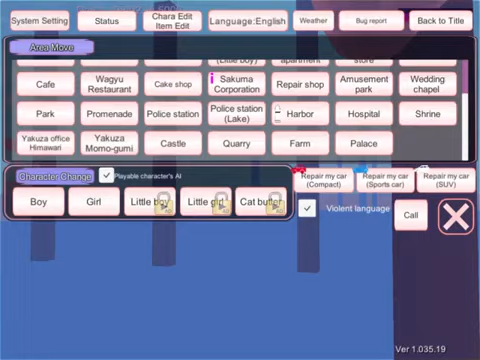 System Setting
Status
Chara Edit
Item Edit
Language:English
Weather
Bug report
Back to Title
Area Move
(Little boy)
apartment
store
Cafe
Wagyu
Restaurant
Cake shop
Sakuma
Corporation
Repair shop
Amusement
park
Wedding
chapel
Park
Promenade
Police station
Police station
(Lake)
Harbor
Hospital
Shrine
Yakuza office
Himawari
Yakuza
Momo-gumi
Castle
Quarry
Farm
Palace
Character Change
Playable character's AI
Repair my car
(Compact)
Repair my car
(Sports car)
Repair my car
(SUV)
Boy
Girl
Little boy
Little girl
Cat butler
Violent language
Call
Ver 1.035.19